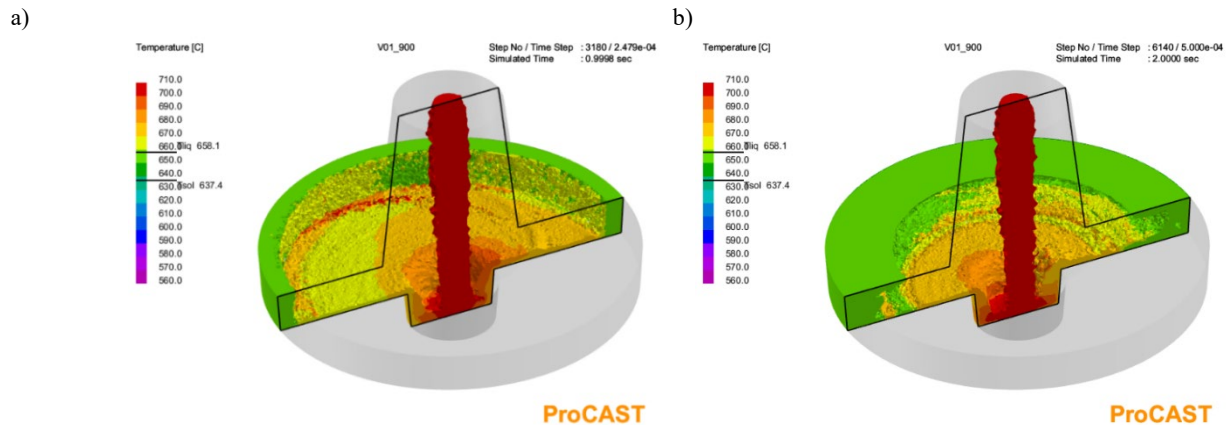 a)
Temperature [C]
V01_900
Step No / Time Step : 3180 / 2.479e-04
Simulated Time : 0.9998 sec
710.0
700.0
690.0
680.0
670.0
660.0
Tliq 658.1
650.0
640.0
630.0
Tsol 637.4
620.0
610.0
600.0
590.0
580.0
570.0
560.0
ProCAST
b)
Temperature [C]
V01_900
Step No / Time Step : 6140 / 5.000e-04
Simulated Time : 2.0000 sec
710.0
700.0
690.0
680.0
670.0
660.0
Tliq 658.1
650.0
640.0
630.0
Tsol 637.4
620.0
610.0
600.0
590.0
580.0
570.0
560.0
ProCAST